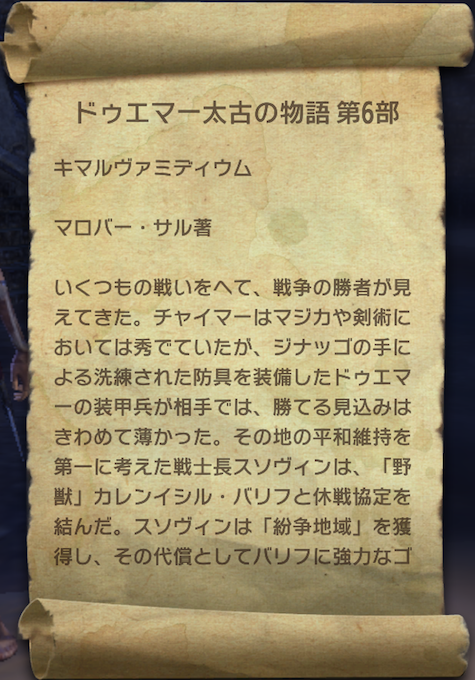 ドゥエマー太古の物語 第6部
キマルヴァミディウム
マロバー・サル著
いくつもの戦いをへて、戦争の勝者が見
えてきた。チャイマーはマジカや剣術に
おいては秀でていたが、ジナッゴの手に
よる洗練された防具を装備したドゥエマ
ーの装甲兵が相手では、勝てる見込みは
きわめて薄かった。その地の平和維持を
第一に考えた戦士長スソヴィンは、「野
獣」カレンイシル・バリフと休戦協定を
結んだ。スソヴィンは「紛争地域」を獲
得し、その代償としてバリフに強力なゴ